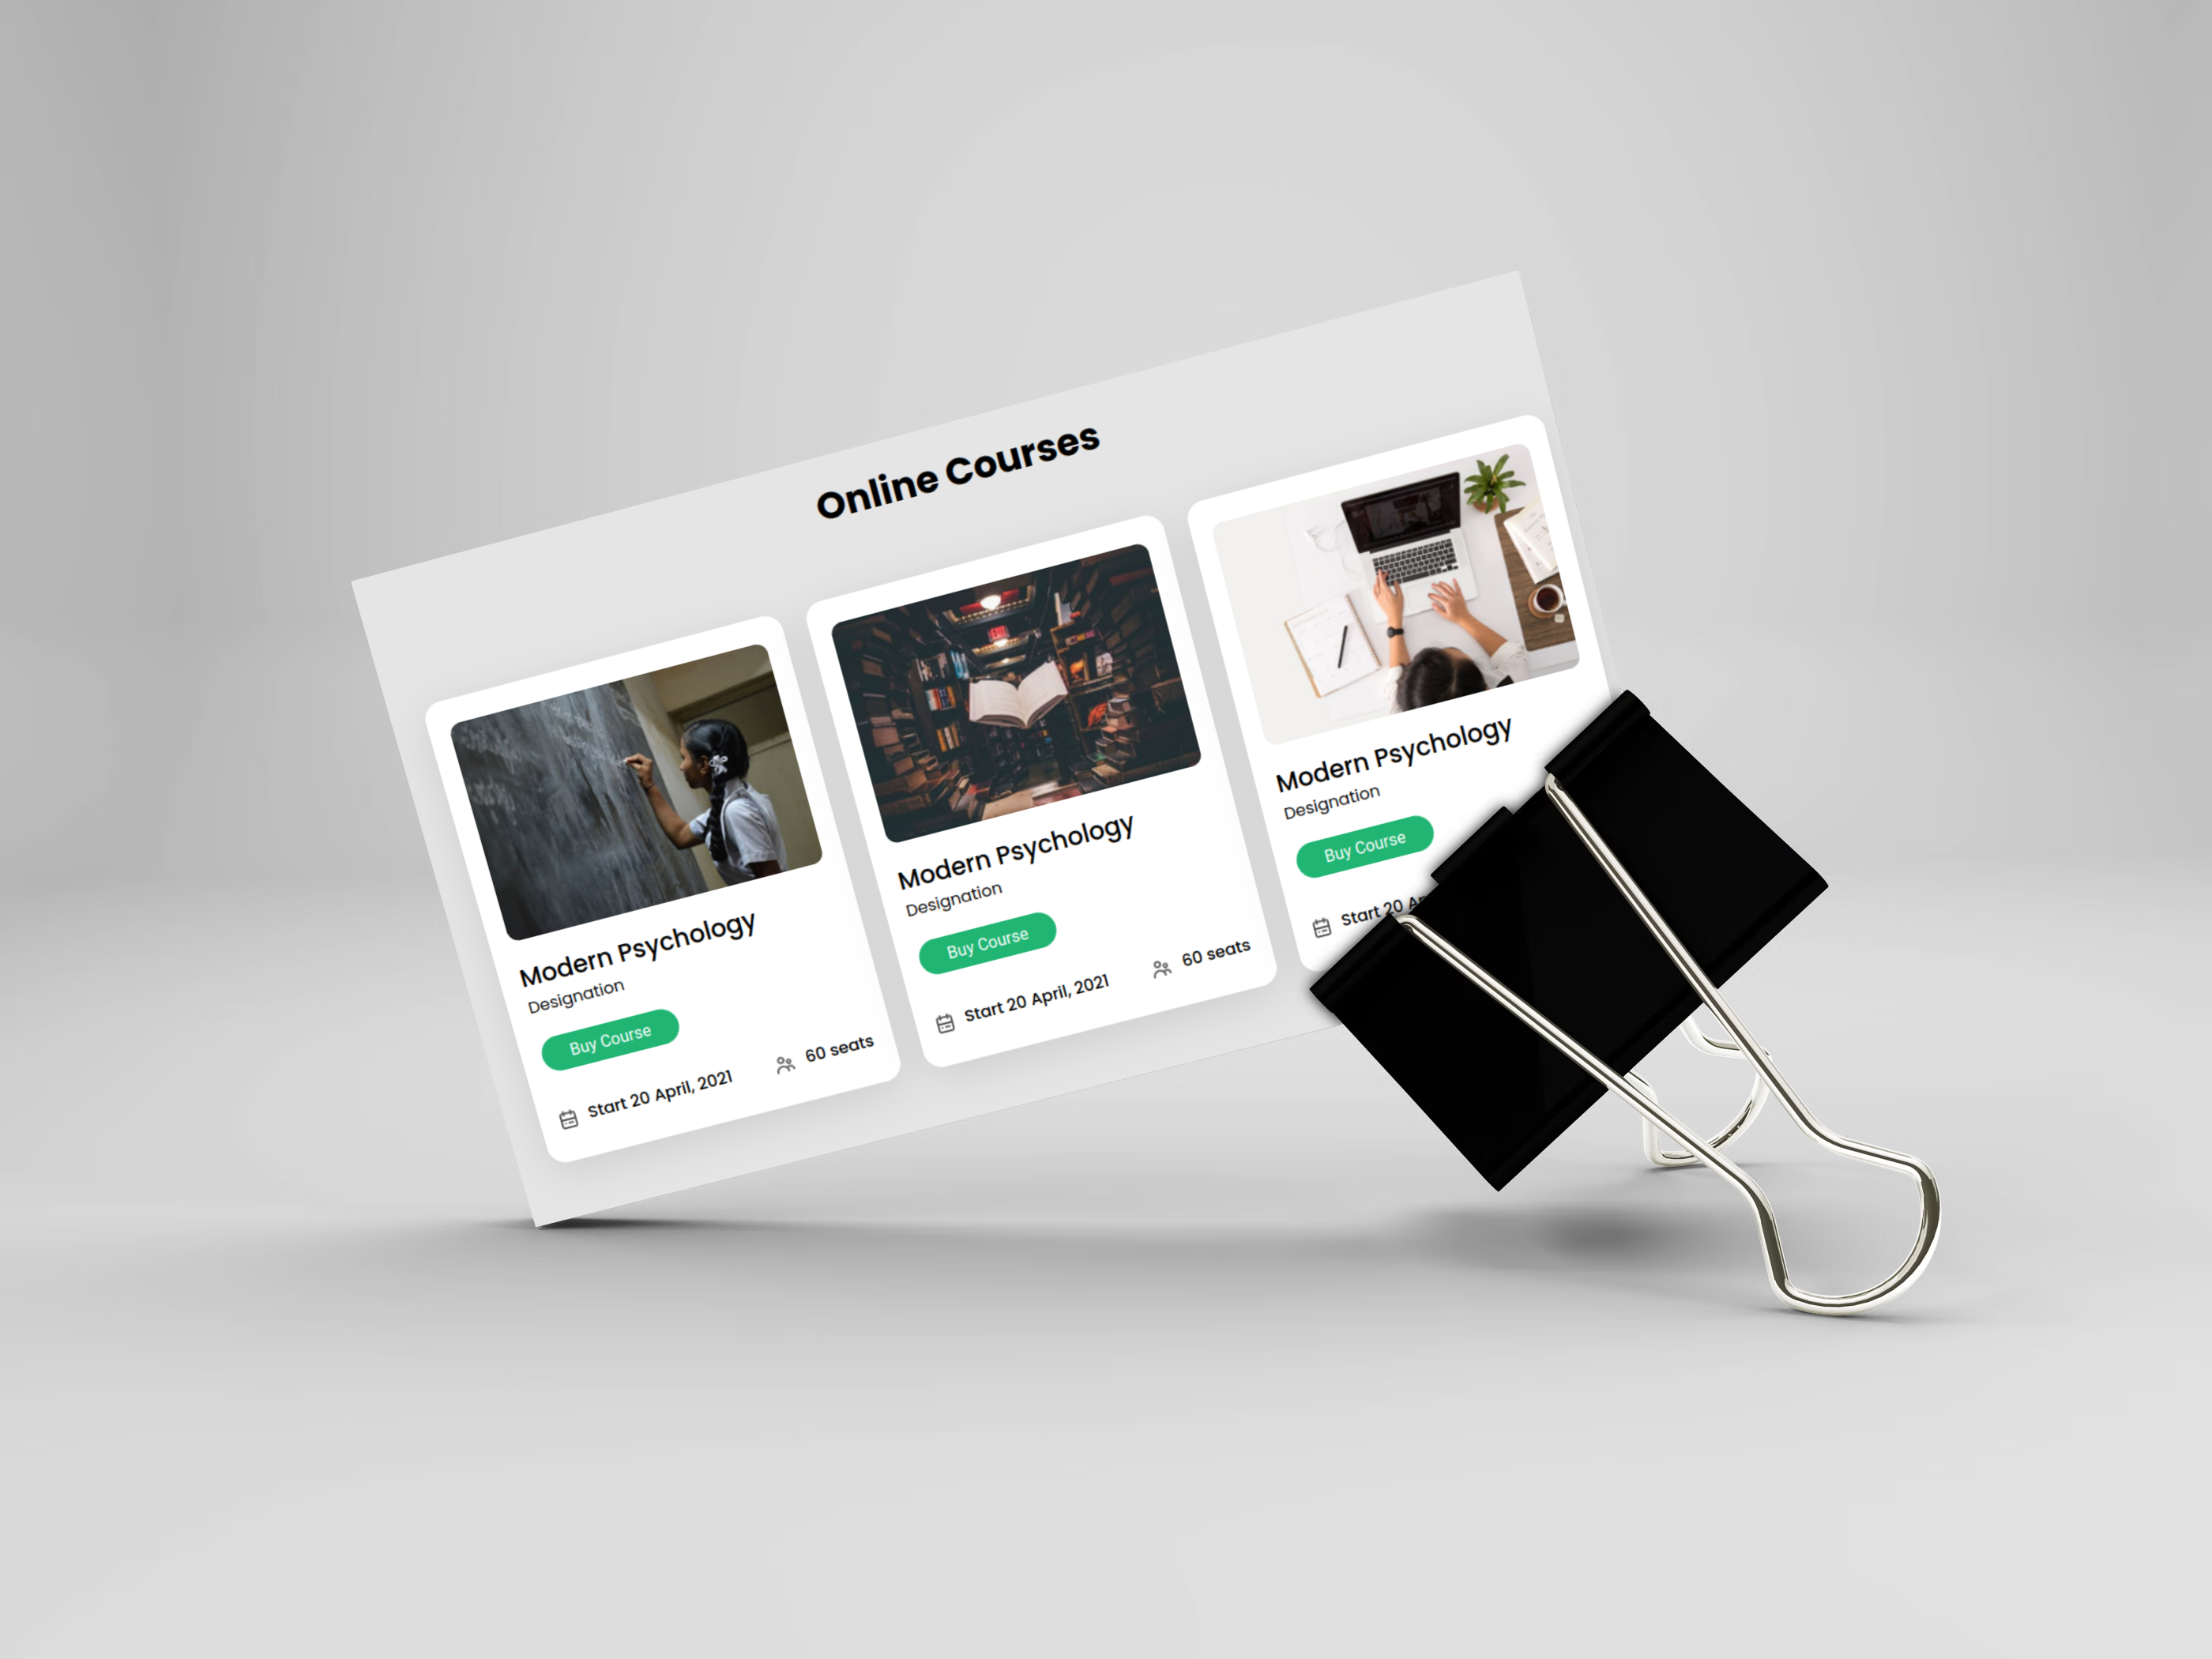 Online Courses
Modern Psychology
Designation
Buy Course
Start 20 April, 2021
60 seats
Modern Psychology
Designation
Buy Course
Start 20 April, 2021
60 seats
Modern Psychology
Designation
Buy Course
Start 20